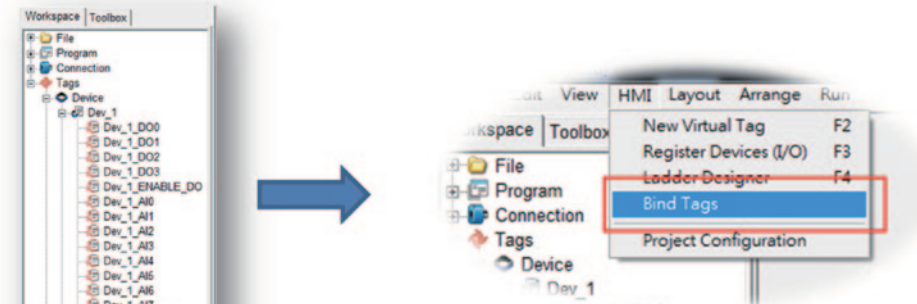 Workspace Toolbox
File
Program
Connection
Tags
Device
Dev_1
Dev_1_DO0
Dev_1_DO1
Dev_1_DO2
Dev_1_DO3
Dev_1_ENABLE_DO
Dev_1_AI0
Dev_1_AI1
Dev_1_AI2
Dev_1_AI3
Dev_1_AI4
Dev_1_AI5
Dev_1_AI6
Dev_1_AI7
View HMI Layout Arrange Run
Toolbox
File
Program
Connection
Tags
Device
Dev_1
New Virtual Tag F2
Register Devices (I/O) F3
Ladder Designer F4
Bind Tags
Project Configuration